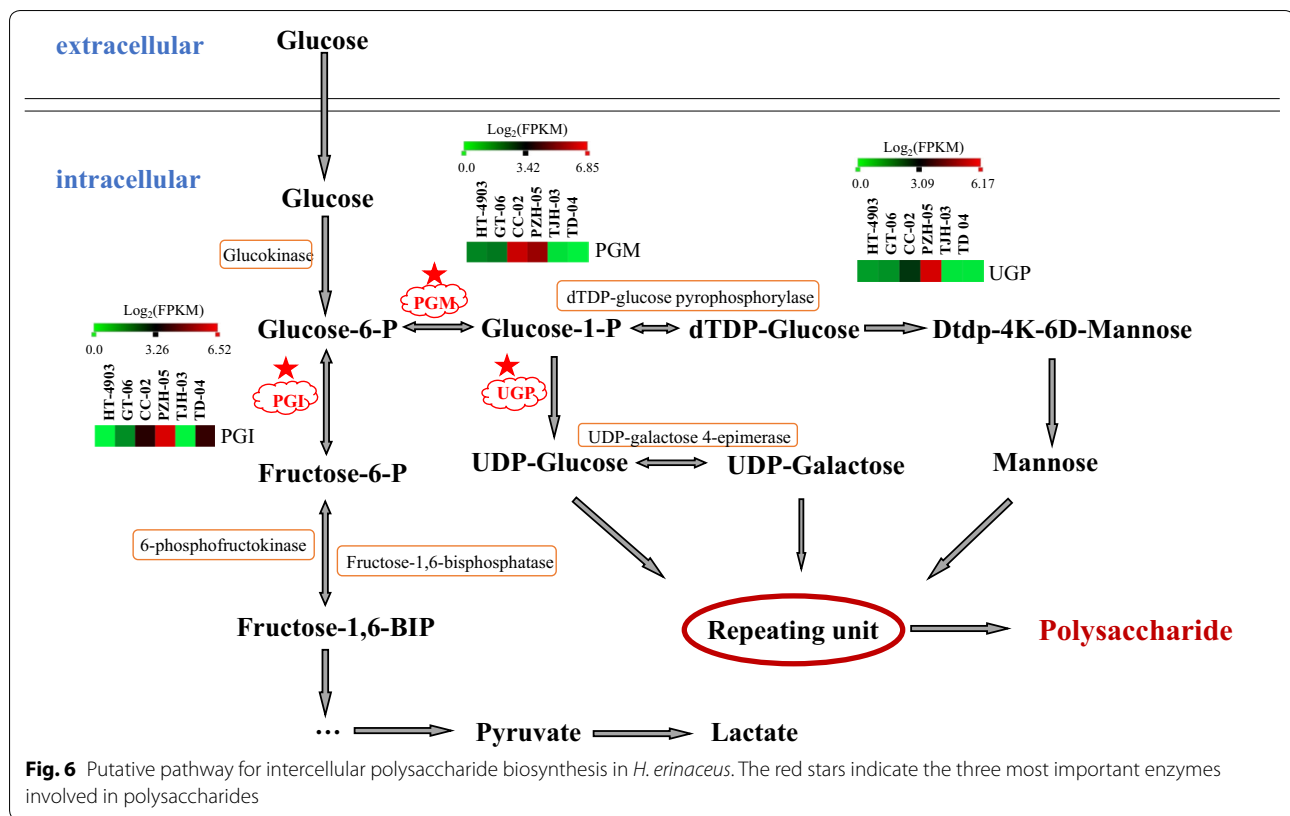 extracellular
Glucose
intracellular
Glucose
Glucokinase
Log2(FPKM)
0.0 3.42 6.85
HT-4903
GT-06
CC-02
PZH-05
TJH-03
TD-04
PGM
Log2(FPKM)
0.0 3.09 6.17
HT-4903
GT-06
CC-02
PZH-05
TJH-03
TD 04
UGP
PGM
dTDP-glucose pyrophosphorylase
Glucose-6-P
Glucose-1-P
dTDP-Glucose
Dtdp-4K-6D-Mannose
Log2(FPKM)
0.0 3.26 6.52
HT-4903
GT-06
CC-02
PZH-05
TJH-03
TD-04
PGI
PGI
UGP
UDP-galactose 4-epimerase
Fructose-6-P
UDP-Glucose
UDP-Galactose
Mannose
6-phosphofructokinase
Fructose-1,6-bisphosphatase
Fructose-1,6-BIP
Repeating unit
Polysaccharide
...
Pyruvate
Lactate
Fig. 6 Putative pathway for intercellular polysaccharide biosynthesis in H. erinaceus. The red stars indicate the three most important enzymes
involved in polysaccharides